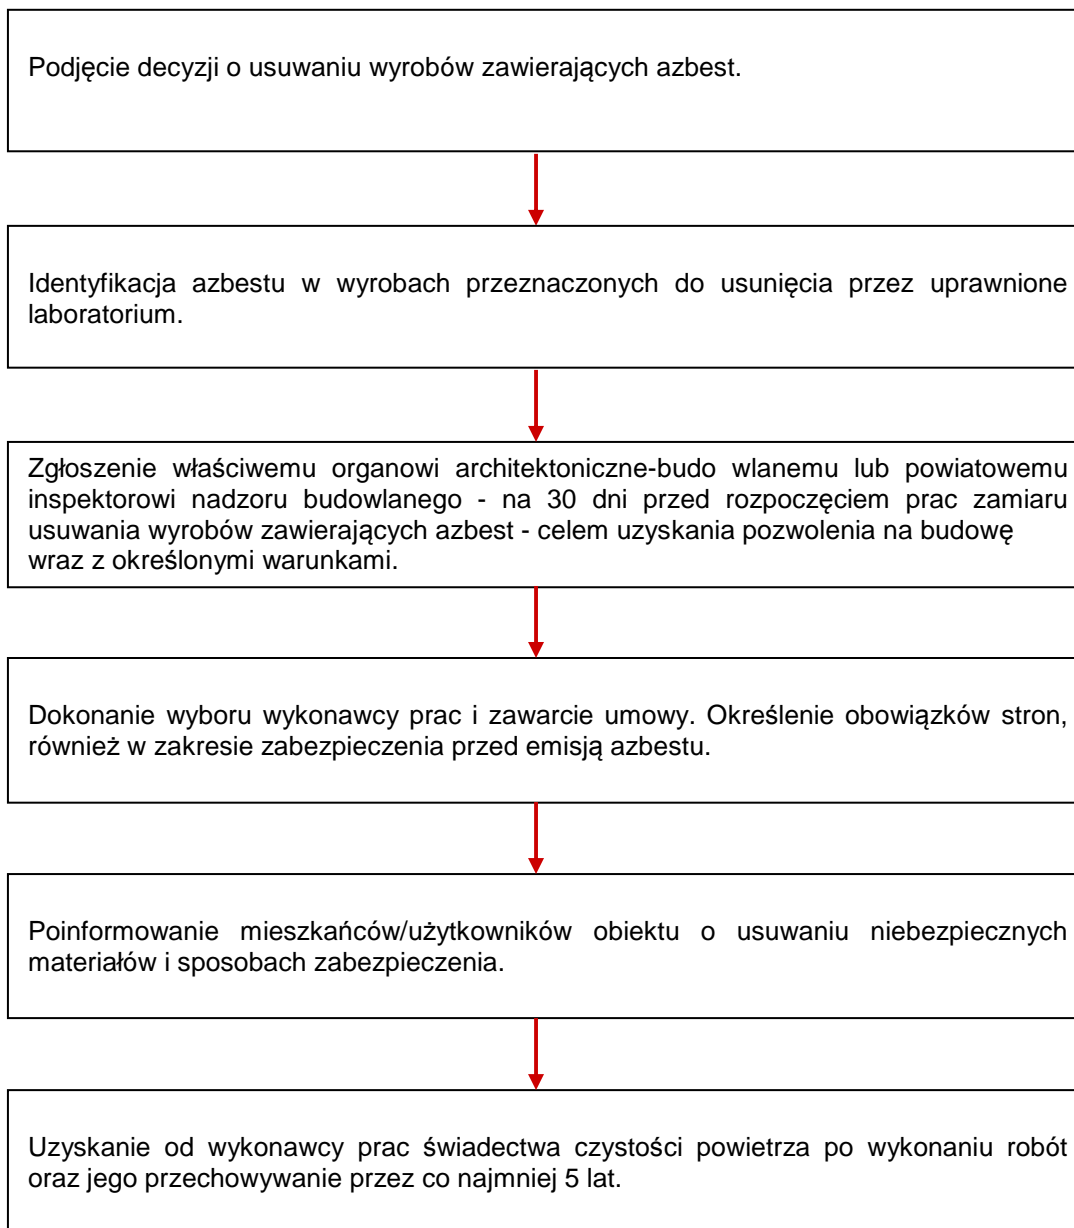 Podjęcie decyzji o usuwaniu wyrobów zawierających azbest.
Identyfikacja azbestu w wyrobach przeznaczonych do usunięcia przez uprawnione
laboratorium.
Zgłoszenie właściwemu organowi architektoniczne-budo wlanemu lub powiatowemu
inspektorowi nadzoru budowlanego - na 30 dni przed rozpoczęciem prac zamiaru
usuwania wyrobów zawierających azbest - celem uzyskania pozwolenia na budowę
wraz z określonymi warunkami.
Dokonanie wyboru wykonawcy prac i zawarcie umowy. Określenie obowiązków stron,
również w zakresie zabezpieczenia przed emisją azbestu.
Poinformowanie mieszkańców/użytkowników obiektu o usuwaniu niebezpiecznych
materiałów i sposobach zabezpieczenia.
Uzyskanie od wykonawcy prac świadectwa czystości powietrza po wykonaniu robót
oraz jego przechowywanie przez co najmniej 5 lat.